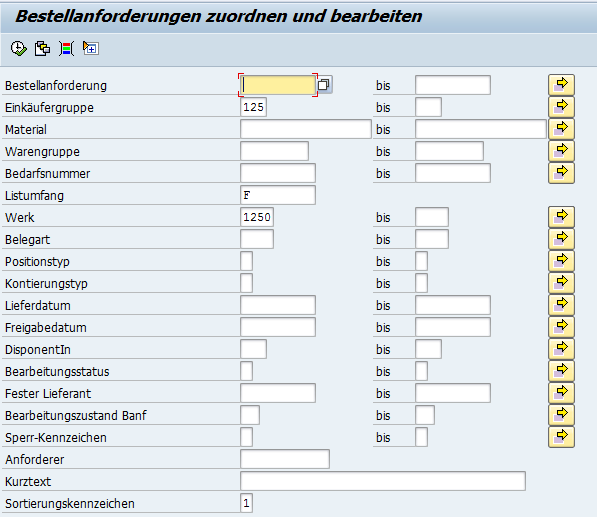 Bestellanforderungen zuordnen und bearbeiten
Bestellanforderung bis
Einkäufergruppe 125 bis
Material bis
Warengruppe bis
Bedarfsnummer bis
Listumfang F
Werk 1250 bis
Belegart bis
Positionstyp bis
Kontierungstyp bis
Lieferdatum bis
Freigabedatum bis
DisponentIn bis
Bearbeitungsstatus bis
Fester Lieferant bis
Bearbeitungszustand Banf bis
Sperr-Kennzeichen bis
Anforderer
Kurztext
Sortierungskennzeichen 1